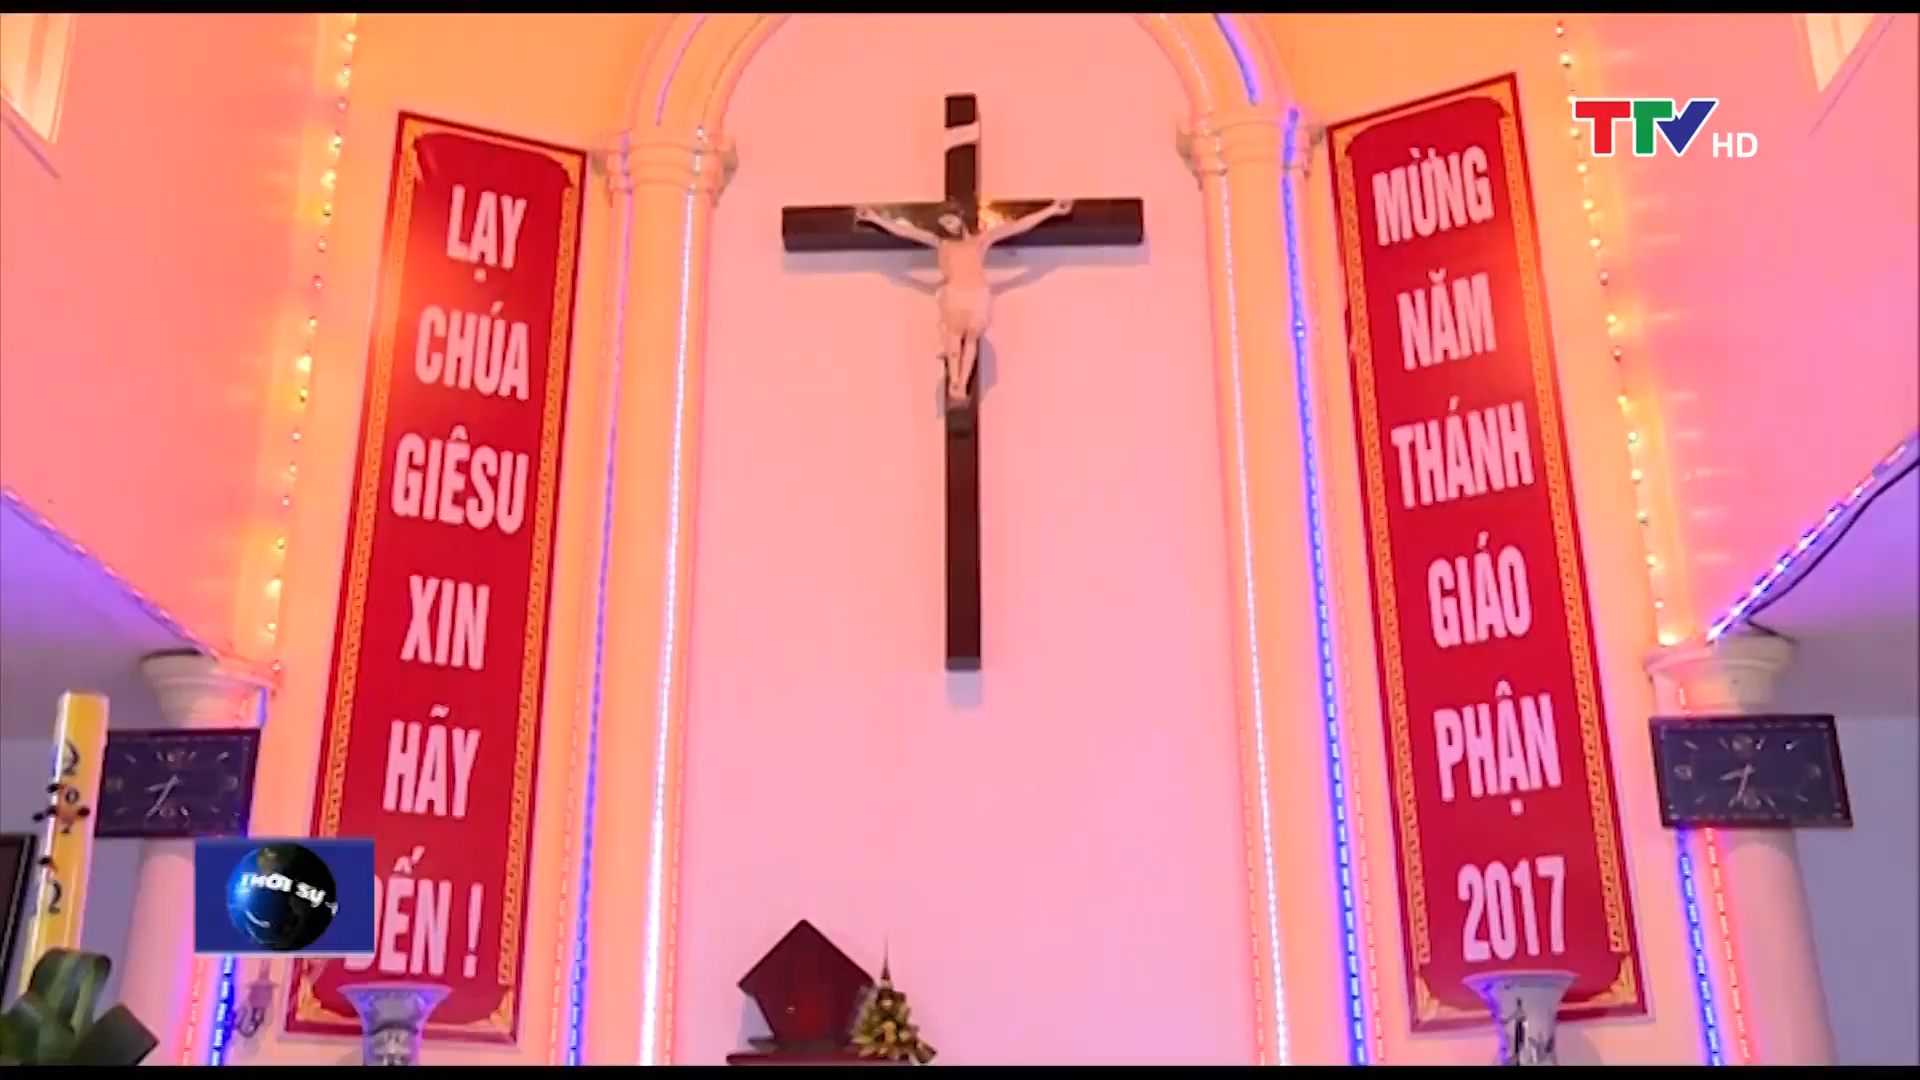 TTV HD
LẠY
CHÚA
GIÊSU
XIN
HÃY
ĐẾN !
MỪNG
NĂM
THÁNH
GIÁO
PHẬN
2017
THỜI SỰ